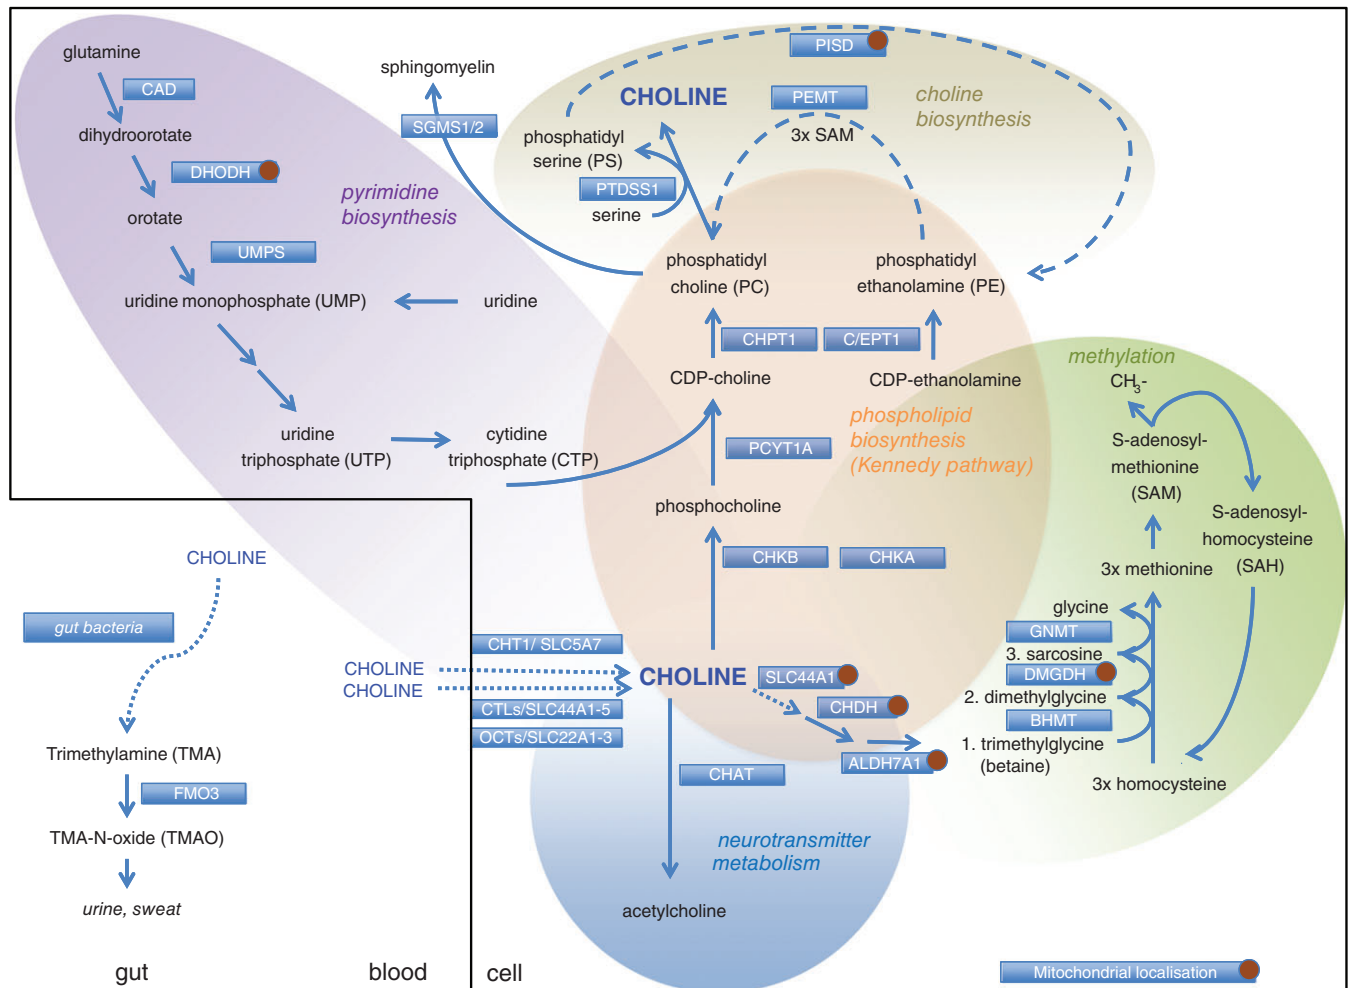 glutamine
CAD
dihydroorotate
DHODH
orotate
UMPS
pyrimidine
biosynthesis
uridine monophosphate (UMP)
uridine
uridine
triphosphate (UTP)
cytidine
triphosphate (CTP)
sphingomyelin
SGMS1/2
PISD
CHOLINE
PEMT
3x SAM
choline
biosynthesis
phosphatidyl
serine (PS)
PTDSS1
serine
phosphatidyl
choline (PC)
phosphatidyl
ethanolamine (PE)
CHPT1
C/EPT1
CDP-choline
CDP-ethanolamine
phospholipid
biosynthesis
(Kennedy pathway)
PCYT1A
phosphocholine
CHKB
CHKA
methylation
CH3-
S-adenosyl-
methionine
(SAM)
S-adenosyl-
homocysteine
(SAH)
3x methionine
glycine
GNMT
3. sarcosine
DMGDH
2. dimethylglycine
BHMT
1. trimethylglycine
(betaine)
3x homocysteine
CHOLINE
gut bacteria
Trimethylamine (TMA)
FMO3
TMA-N-oxide (TMAO)
urine, sweat
CHT1/ SLC5A7
CHOLINE
CHOLINE
CTLs/SLC44A1-5
OCTs/SLC22A1-3
CHOLINE
SLC44A1
CHDH
ALDH7A1
CHAT
neurotransmitter
metabolism
acetylcholine
gut
blood
cell
Mitochondrial localisation